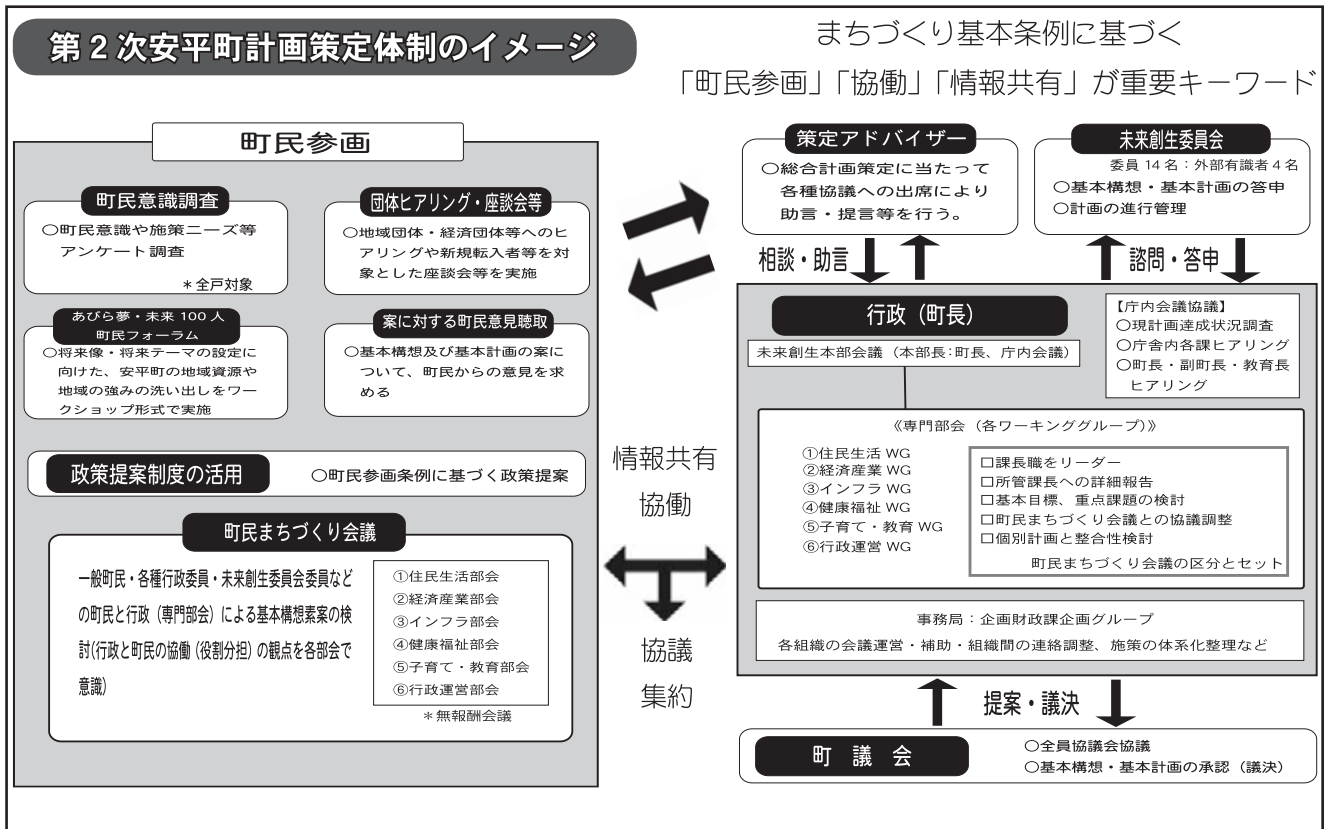 第2次安平町計画策定体制のイメージ
まちづくり基本条例に基づく
「町民参画」「協働」「情報共有」が重要キーワード
町民参画
町民意識調査
○町民意識や施策ニーズ等
アンケート調査
＊全戸対象
団体ヒアリング・座談会等
○地域団体・経済団体等へのヒ
アリングや新規転入者等を対
象とした座談会等を実施
あびら夢・未来100人
町民フォーラム
○将来像・将来テーマの設定に
向けた、安平町の地域資源や
地域の強みの洗い出しをワー
クショップ形式で実施
案に対する町民意見聴取
○基本構想及び基本計画の案に
ついて、町民からの意見を求
める
政策提案制度の活用
○町民参画条例に基づく政策提案
町民まちづくり会議
一般町民・各種行政委員・未来創生委員会委員など
の町民と行政（専門部会）による基本構想素案の検
討(行政と町民の協働（役割分担）の観点を各部会で
意識)
①住民生活部会
②経済産業部会
③インフラ部会
④健康福祉部会
⑤子育て・教育部会
⑥行政運営部会
＊無報酬会議
情報共有
協働
協議
集約
策定アドバイザー
○総合計画策定に当たって
各種協議への出席により
助言・提言等を行う。
未来創生委員会
委員14名：外部有識者4名
○基本構想・基本計画の答申
○計画の進行管理
相談・助言
諮問・答申
行政（町長）
未来創生本部会議（本部長：町長、庁内会議）
【庁内会議協議】
○現計画達成状況調査
○庁舎内各課ヒアリング
○町長・副町長・教育長
ヒアリング
《専門部会（各ワーキンググループ）》
①住民生活WG
②経済産業WG
③インフラWG
④健康福祉WG
⑤子育て・教育WG
⑥行政運営WG
□課長職をリーダー
□所管課長への詳細報告
□基本目標、重点課題の検討
□町民まちづくり会議との協議調整
□個別計画と整合性検討
町民まちづくり会議の区分とセット
事務局：企画財政課企画グループ
各組織の会議運営・補助・組織間の連絡調整、施策の体系化整理など
提案・議決
町議会
○全員協議会協議
○基本構想・基本計画の承認（議決）